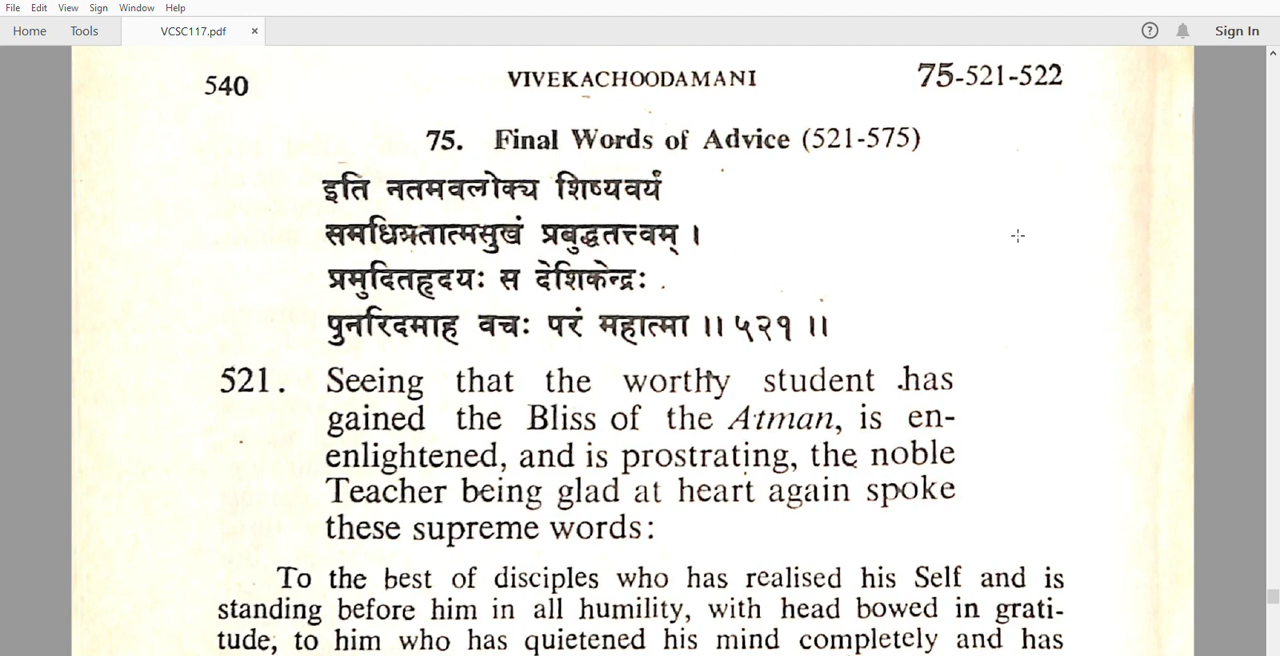 File Edit View Sign Window Help
Home Tools VCSC117.pdf × Sign In
540 VIVEKACHOODAMANI 75-521-522
75. Final Words of Advice (521-575)
इति नतमवलोक्य शिष्यवर्यं
समधिगतात्मसुखं प्रबुद्धतत्त्वम् ।
प्रमुदितहृदयः स देशिकेन्द्रः
पुनरिदमाह वचः परं महात्मा ।। ५२१ ।।
521. Seeing that the worthy student has
gained the Bliss of the Atman, is en-
enlightened, and is prostrating, the noble
Teacher being glad at heart again spoke
these supreme words:
To the best of disciples who has realised his Self and is
standing before him in all humility, with head bowed in grati-
tude, to him who has quietened his mind completely and has